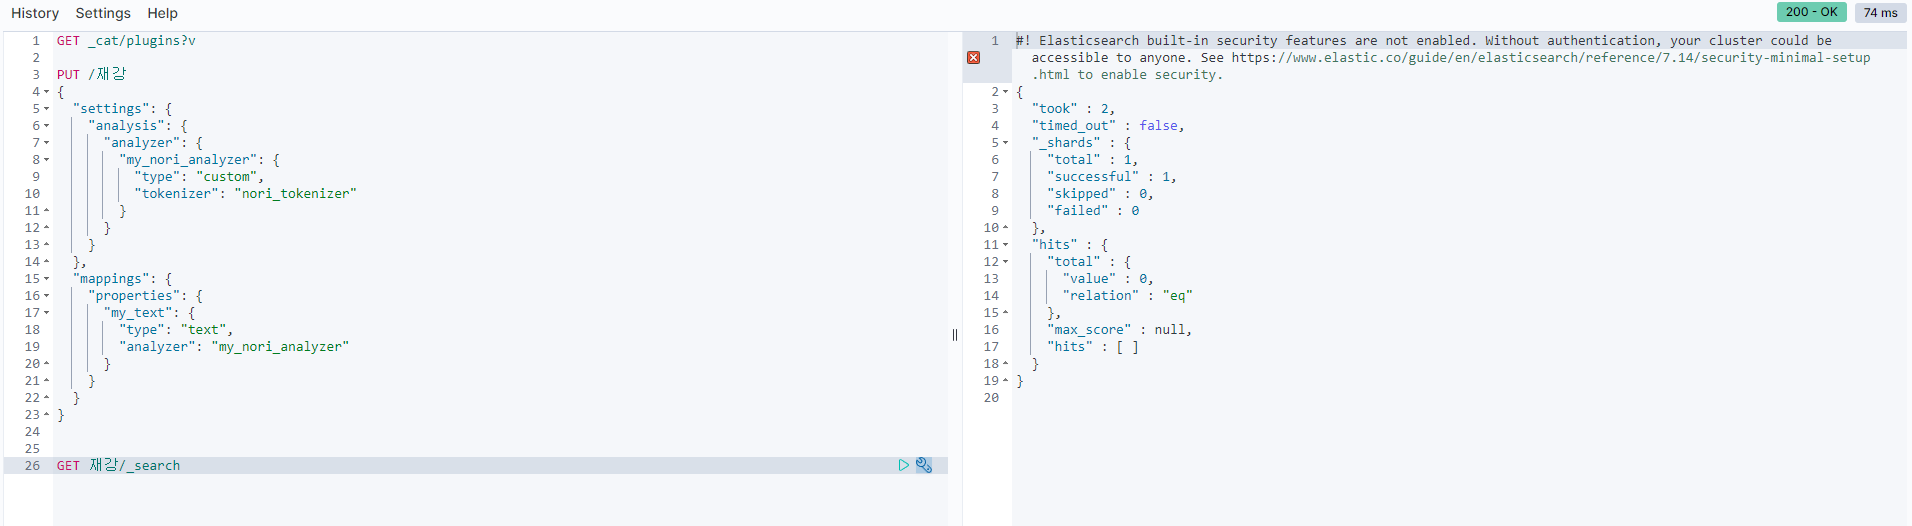 History Settings Help
200 - OK 74 ms
1 GET _cat/plugins?v
2
3 PUT /재걍
4 {
5 "settings": {
6 "analysis": {
7 "analyzer": {
8 "my_nori_analyzer": {
9 "type": "custom",
10 "tokenizer": "nori_tokenizer"
11 }
12 }
13 }
14 },
15 "mappings": {
16 "properties": {
17 "my_text": {
18 "type": "text",
19 "analyzer": "my_nori_analyzer"
20 }
21 }
22 }
23 }
24
25
26 GET 재걍/_search
1 #! Elasticsearch built-in security features are not enabled. Without authentication, your cluster could be
accessible to anyone. See https://www.elastic.co/guide/en/elasticsearch/reference/7.14/security-minimal-setup
.html to enable security.
2 {
3 "took" : 2,
4 "timed_out" : false,
5 "_shards" : {
6 "total" : 1,
7 "successful" : 1,
8 "skipped" : 0,
9 "failed" : 0
10 },
11 "hits" : {
12 "total" : {
13 "value" : 0,
14 "relation" : "eq"
15 },
16 "max_score" : null,
17 "hits" : [ ]
18 }
19 }
20